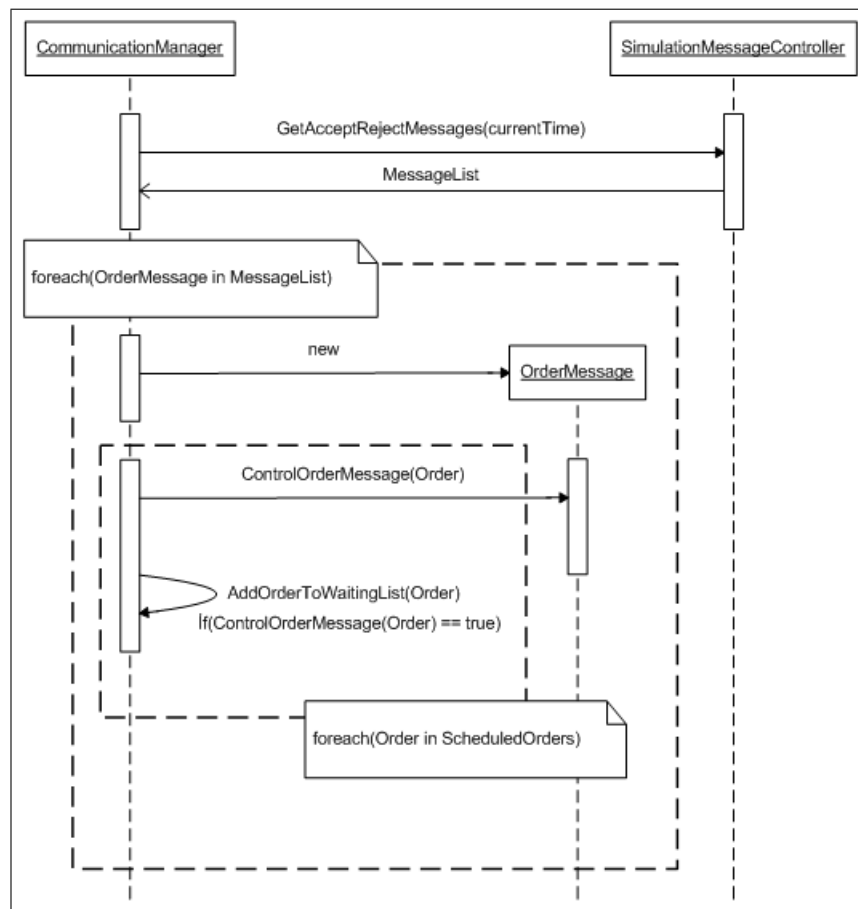 CommunicationManager
SimulationMessageController
GetAcceptRejectMessages(currentTime)
MessageList
foreach(OrderMessage in MessageList)
new
OrderMessage
ControlOrderMessage(Order)
AddOrderToWaitingList(Order)
If(ControlOrderMessage(Order) == true)
foreach(Order in ScheduledOrders)